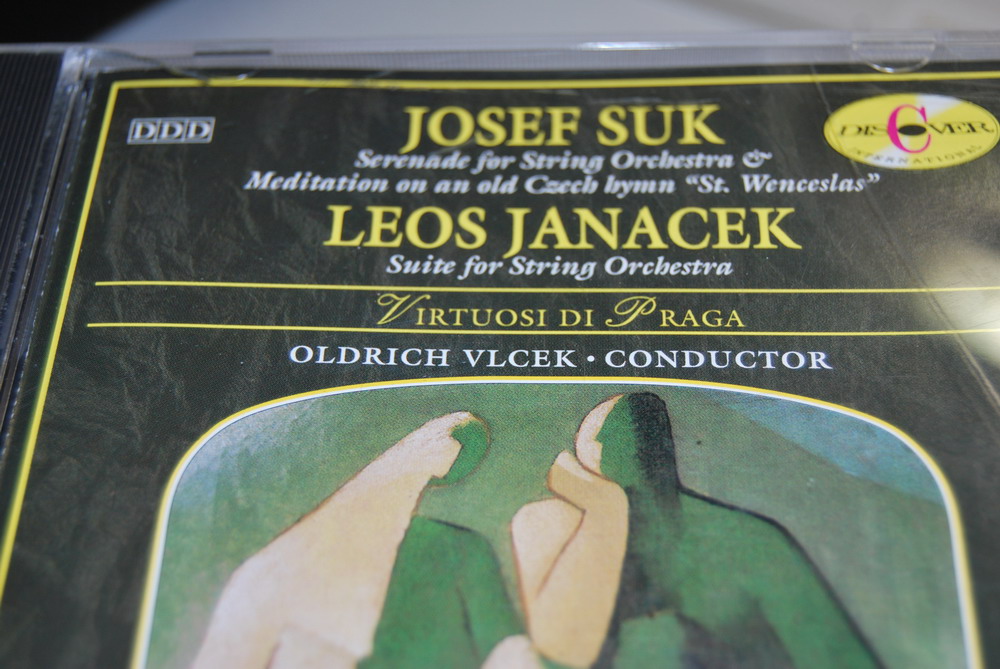 DDD
JOSEF SUK
DISCOVER
INTERNATIONAL
Serenade for String Orchestra &
Meditation on an old Czech hymn “St. Wenceslas”
LEOS JANACEK
Suite for String Orchestra
VIRTUOSI DI PRAGA
OLDRICH VLCEK • CONDUCTOR